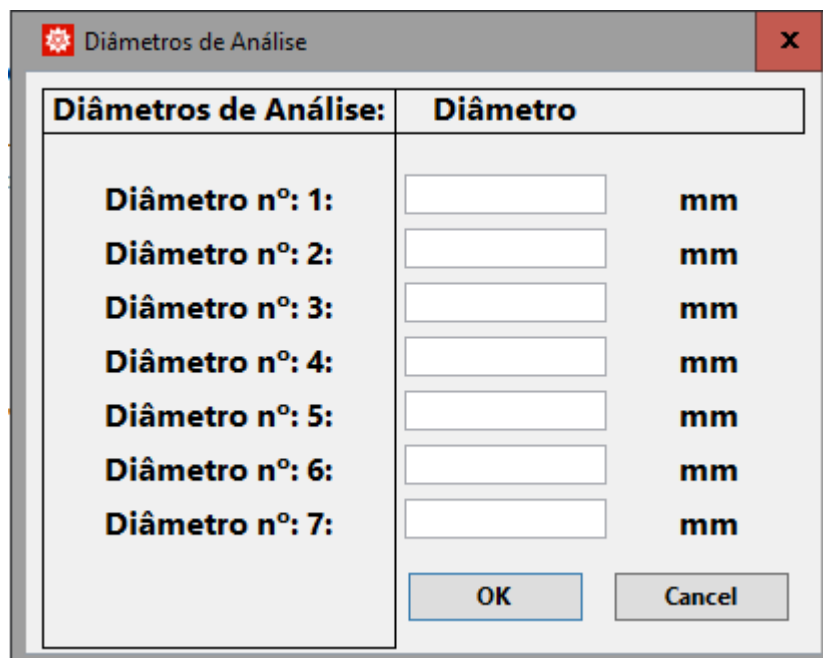 Diâmetros de Análise
x
Diâmetros de Análise: Diâmetro
Diâmetro nº: 1: mm
Diâmetro nº: 2: mm
Diâmetro nº: 3: mm
Diâmetro nº: 4: mm
Diâmetro nº: 5: mm
Diâmetro nº: 6: mm
Diâmetro nº: 7: mm
OK Cancel